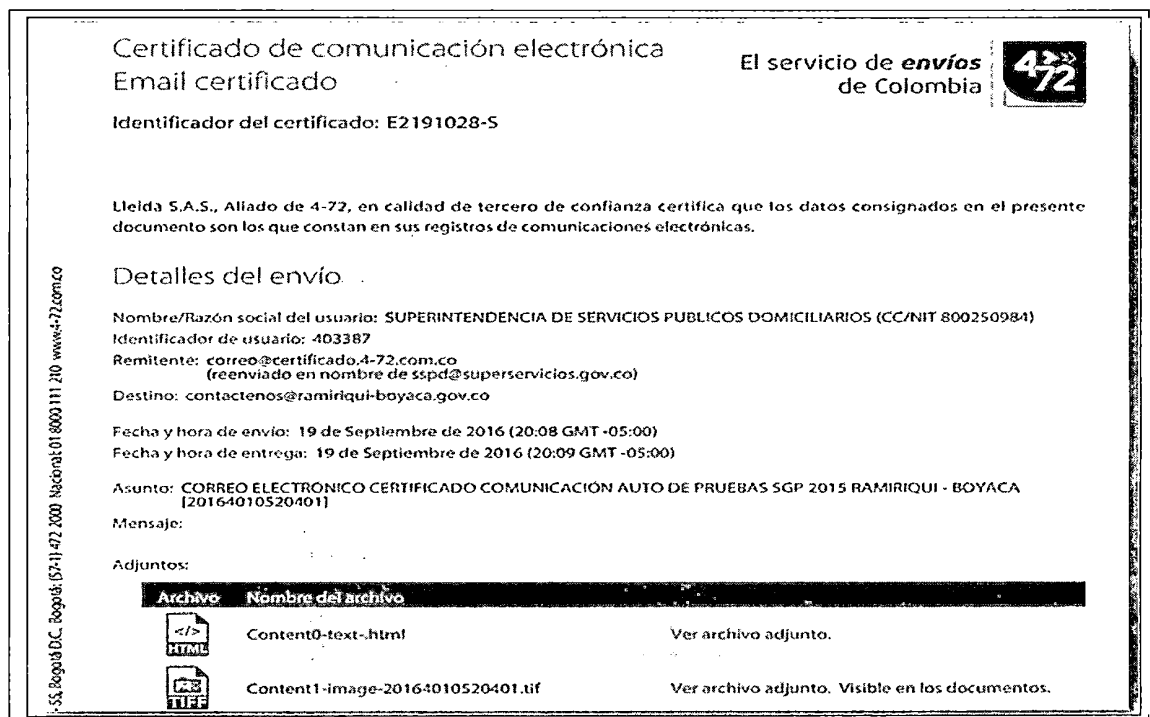 Certificado de comunicación electrónica
Email certificado
El servicio de envíos
de Colombia
4-72
Identificador del certificado: E2191028-S
Lleida S.A.S., Aliado de 4-72, en calidad de tercero de confianza certifica que los datos consignados en el presente
documento son los que constan en sus registros de comunicaciones electrónicas.
Detalles del envío
Nombre/Razón social del usuario: SUPERINTENDENCIA DE SERVICIOS PUBLICOS DOMICILIARIOS (CC/NIT 800250984)
Identificador de usuario: 403387
Remitente: correo@certificado.4-72.com.co
(reenviado en nombre de sspd@superservicios.gov.co)
Destino: contactenos@ramiriqui-boyaca.gov.co
Fecha y hora de envío: 19 de Septiembre de 2016 (20:08 GMT -05:00)
Fecha y hora de entrega: 19 de Septiembre de 2016 (20:09 GMT -05:00)
Asunto: CORREO ELECTRONICO CERTIFICADO COMUNICACIÓN AUTO DE PRUEBAS SGP 2015 RAMIRIQUI - BOYACA
[20164010520401]
Mensaje:
Adjuntos:
Archivo Nombre del archivo
</> HTML Content0-text-.html Ver archivo adjunto.
TIFF Content1-image-20164010520401.tif Ver archivo adjunto. Visible en los documentos.
- 55, Bogotá D.C. Bogotá: (57-1) 472 2000 Nacional: 01 8000 111 210 www.4-72.com.co